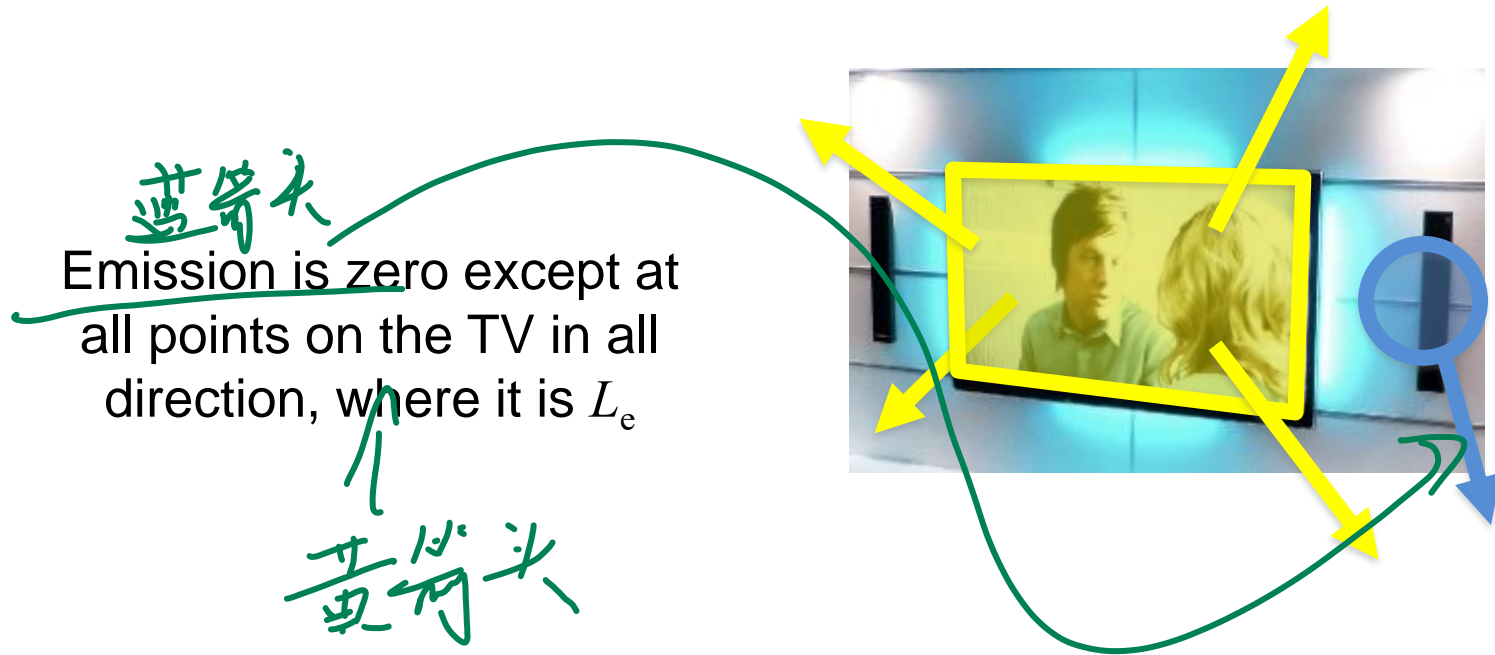 蓝箭头
Emission is zero except at
all points on the TV in all
direction, where it is Le
黄箭头